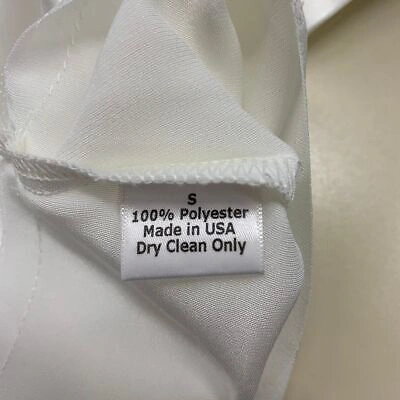 S
100% Polyester
Made in USA
Dry Clean Only